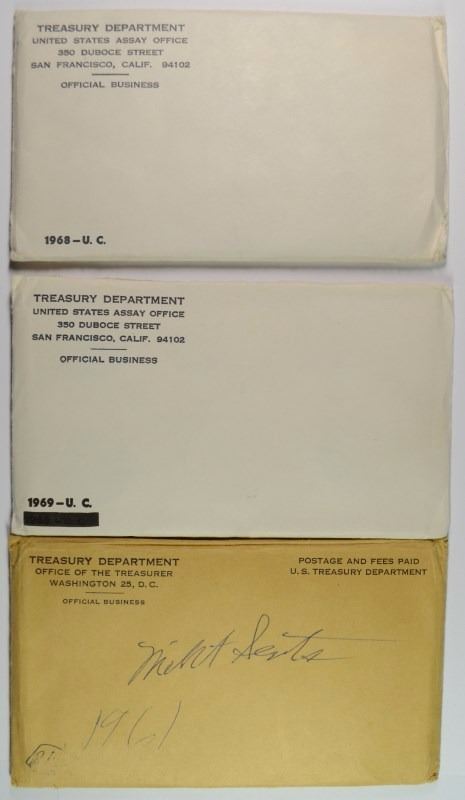 TREASURY DEPARTMENT
UNITED STATES ASSAY OFFICE
350 DUBOCE STREET
SAN FRANCISCO, CALIF. 94102
OFFICIAL BUSINESS
1968-U. C.
TREASURY DEPARTMENT
UNITED STATES ASSAY OFFICE
350 DUBOCE STREET
SAN FRANCISCO, CALIF. 94102
OFFICIAL BUSINESS
1969-U. C.
TREASURY DEPARTMENT
OFFICE OF THE TREASURER
WASHINGTON 25, D. C.
OFFICIAL BUSINESS
POSTAGE AND FEES PAID
U. S. TREASURY DEPARTMENT
1961